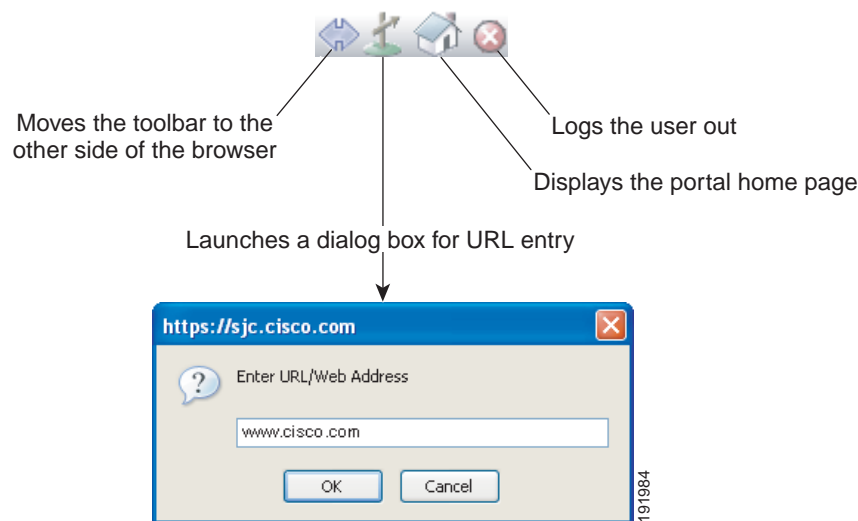 Moves the toolbar to the
other side of the browser
Logs the user out
Displays the portal home page
Launches a dialog box for URL entry
https://sjc.cisco.com
Enter URL/Web Address
www.cisco.com
OK
Cancel
191984